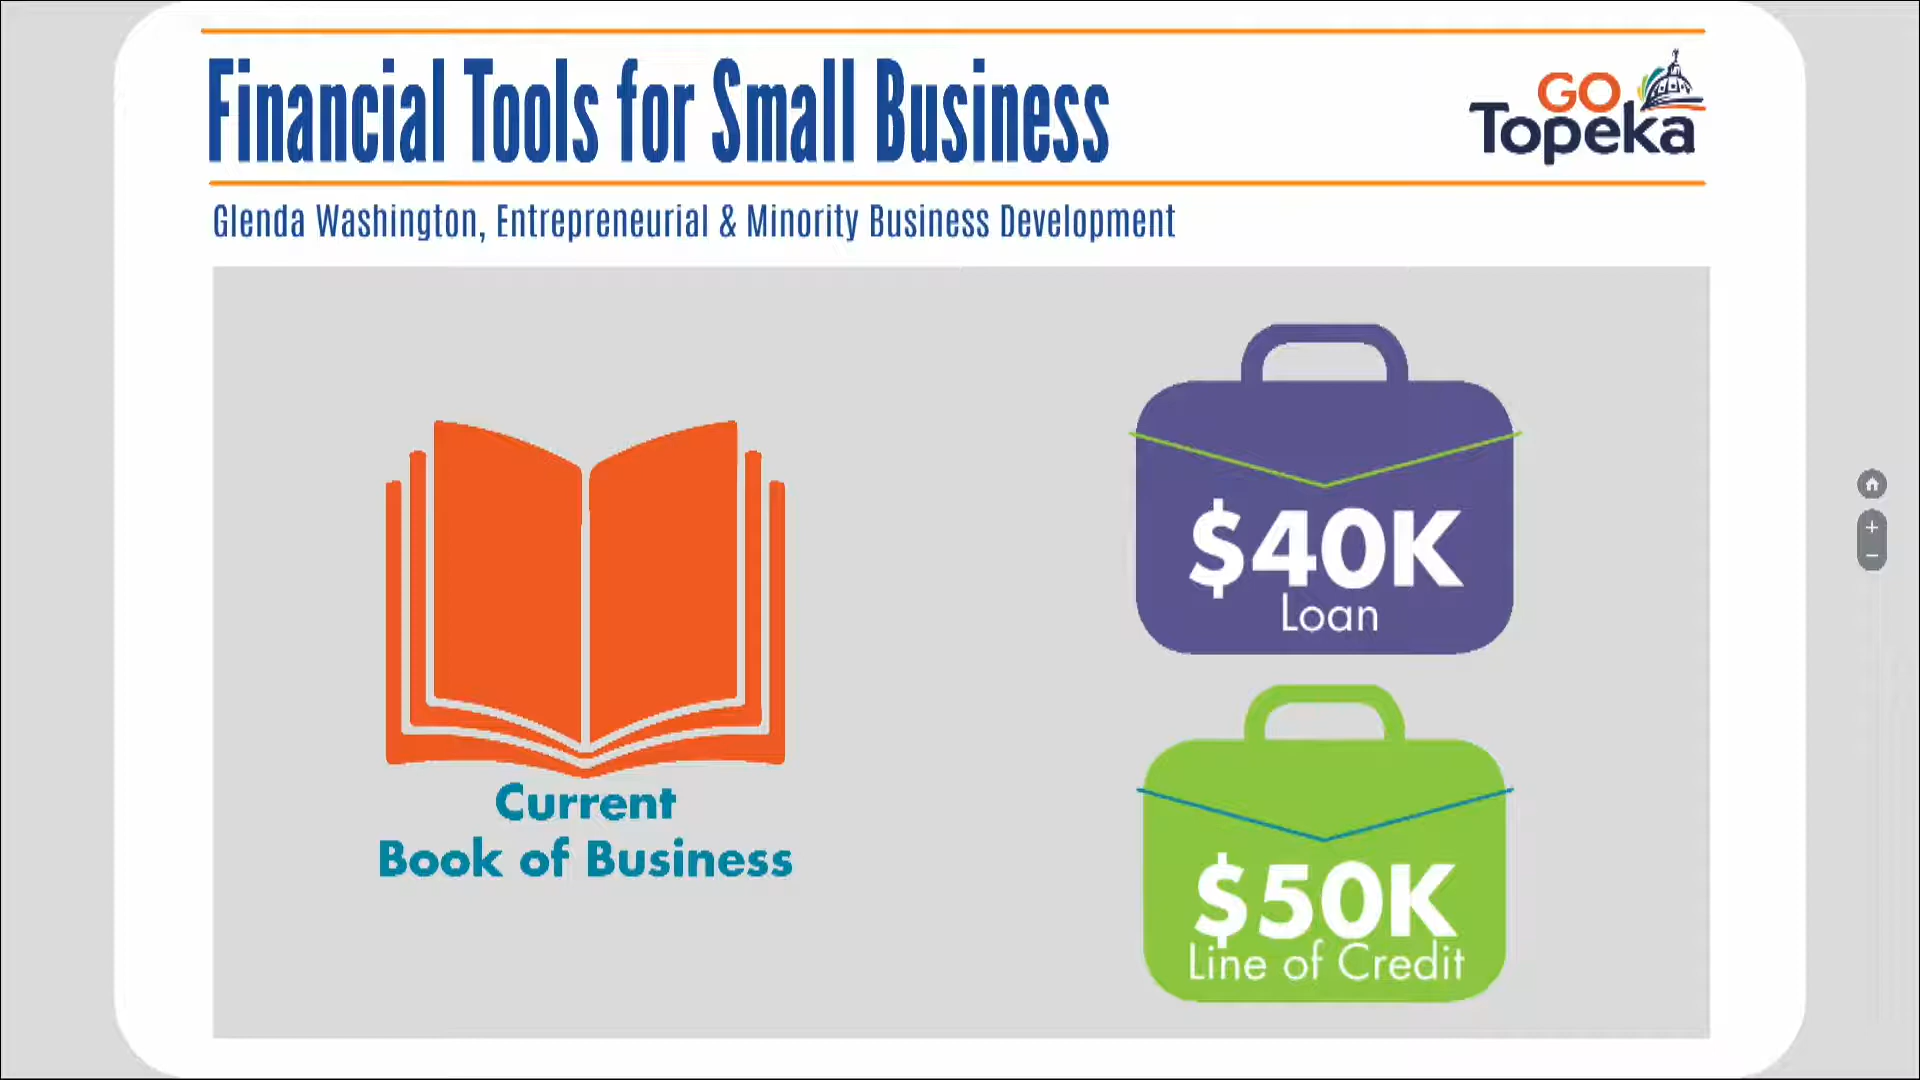 Financial Tools for Small Business
GO
Topeka
Glenda Washington, Entrepreneurial & Minority Business Development
Current
Book of Business
$40K
Loan
$50K
Line of Credit